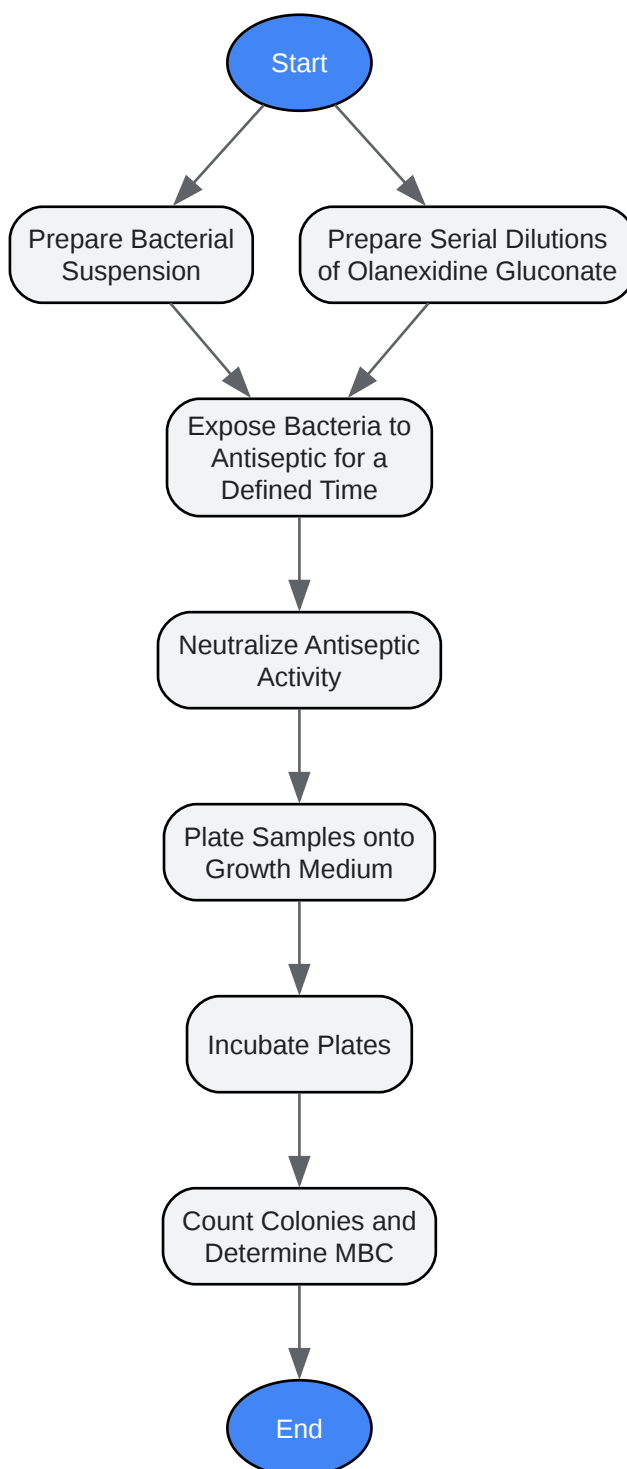 Start
Prepare Bacterial
Suspension
Prepare Serial Dilutions
of Olanexidine Gluconate
Expose Bacteria to
Antiseptic for a
Defined Time
Neutralize Antiseptic
Activity
Plate Samples onto
Growth Medium
Incubate Plates
Count Colonies and
Determine MBC
End